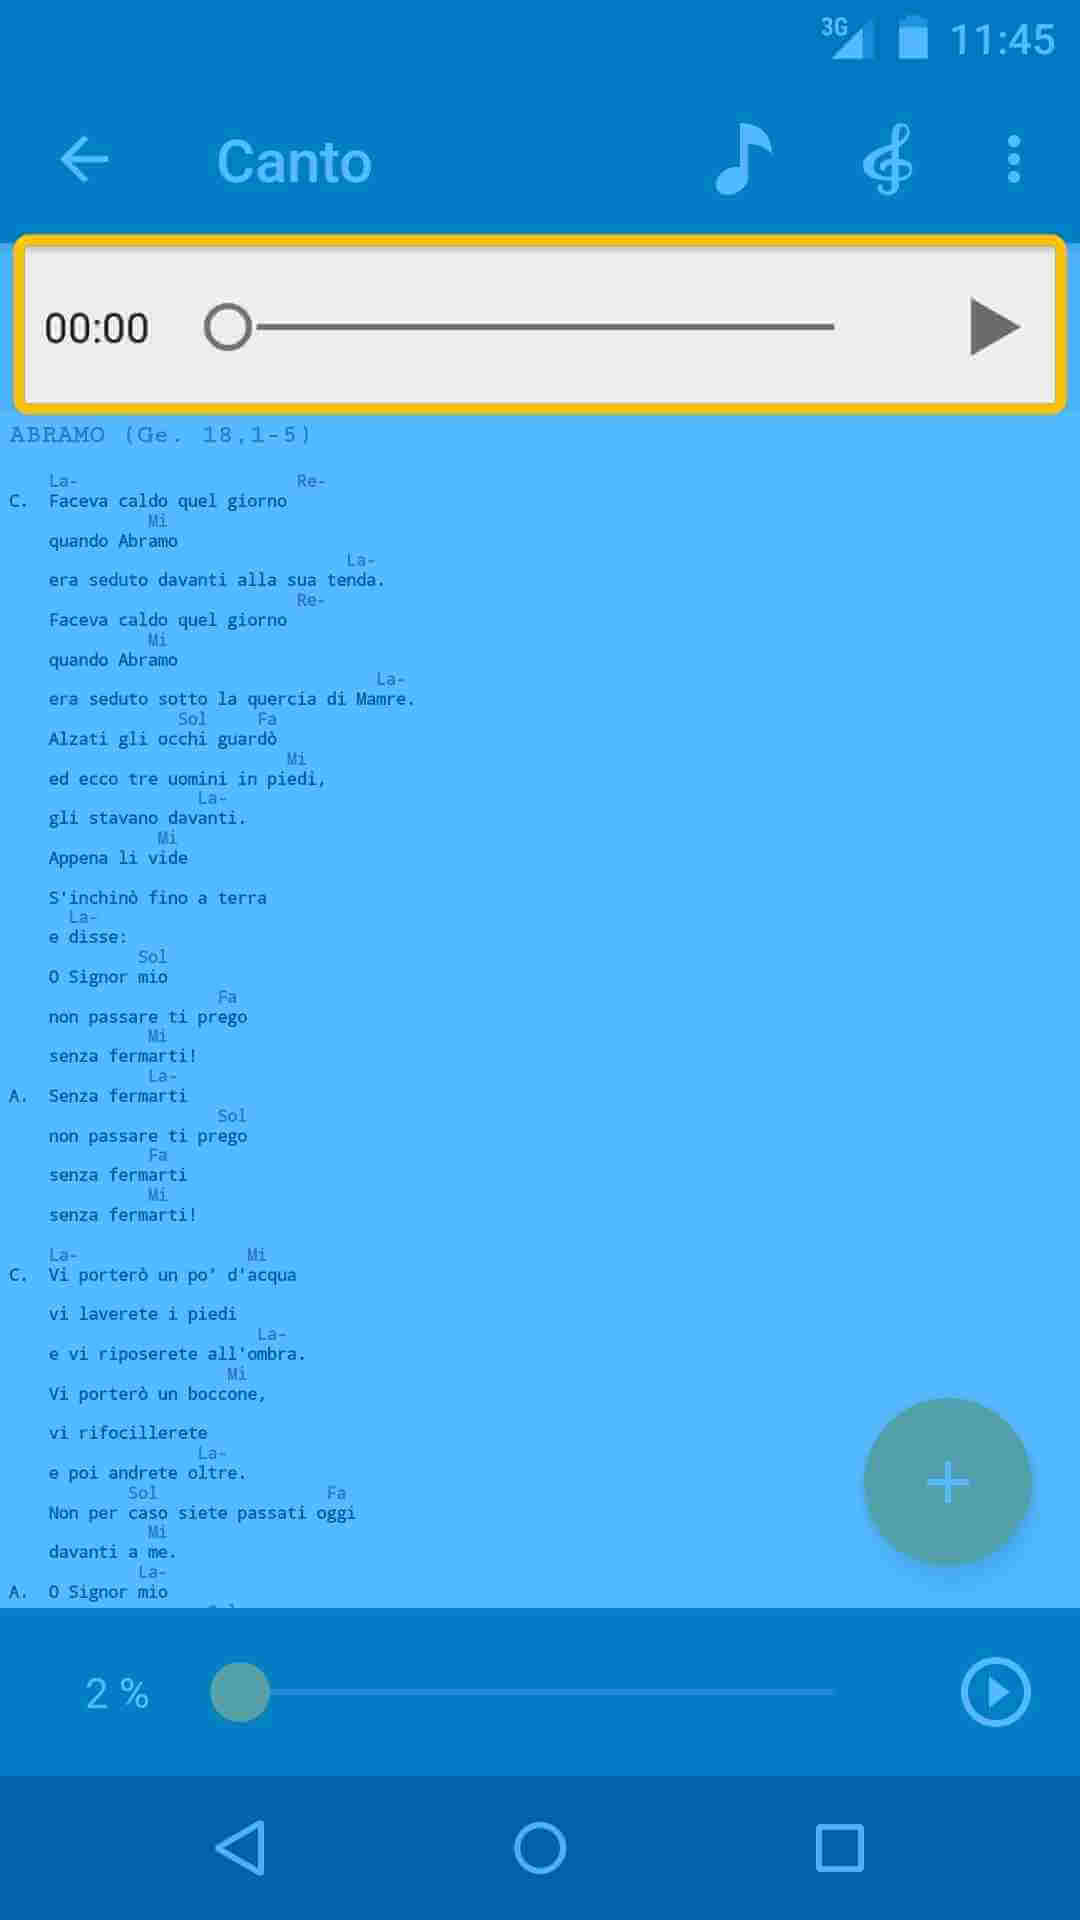 3G 11:45
Canto
00:00
ABRAMO (Ge. 18,1-5)
La- Re-
C. Faceva caldo quel giorno
Mi
quando Abramo
La-
era seduto davanti alla sua tenda.
Re-
Faceva caldo quel giorno
Mi
quando Abramo
La-
era seduto sotto la quercia di Mamre.
Sol Fa
Alzati gli occhi guardò
Mi
ed ecco tre uomini in piedi,
La-
gli stavano davanti.
Mi
Appena li vide
S'inchinò fino a terra
La-
e disse:
Sol
O Signor mio
Fa
non passare ti prego
Mi
senza fermarti!
La-
A. Senza fermarti
Sol
non passare ti prego
Fa
senza fermarti
Mi
senza fermarti!
La- Mi
C. Vi porterò un po' d'acqua
vi laverete i piedi
La-
e vi riposerete all'ombra.
Mi
Vi porterò un boccone,
vi rifocillerete
La-
e poi andrete oltre.
Sol Fa
Non per caso siete passati oggi
Mi
davanti a me.
La-
A. O Signor mio
2 %